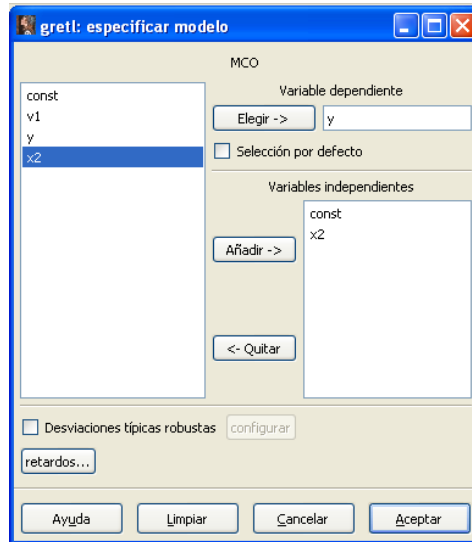 gretl: especificar modelo
MCO
const
v1
y
x2
Variable dependiente
Elegir -> y
Selección por defecto
Variables independientes
const
x2
Añadir ->
<- Quitar
Desviaciones típicas robustas configurar
retardos...
Ayuda Limpiar Cancelar Aceptar